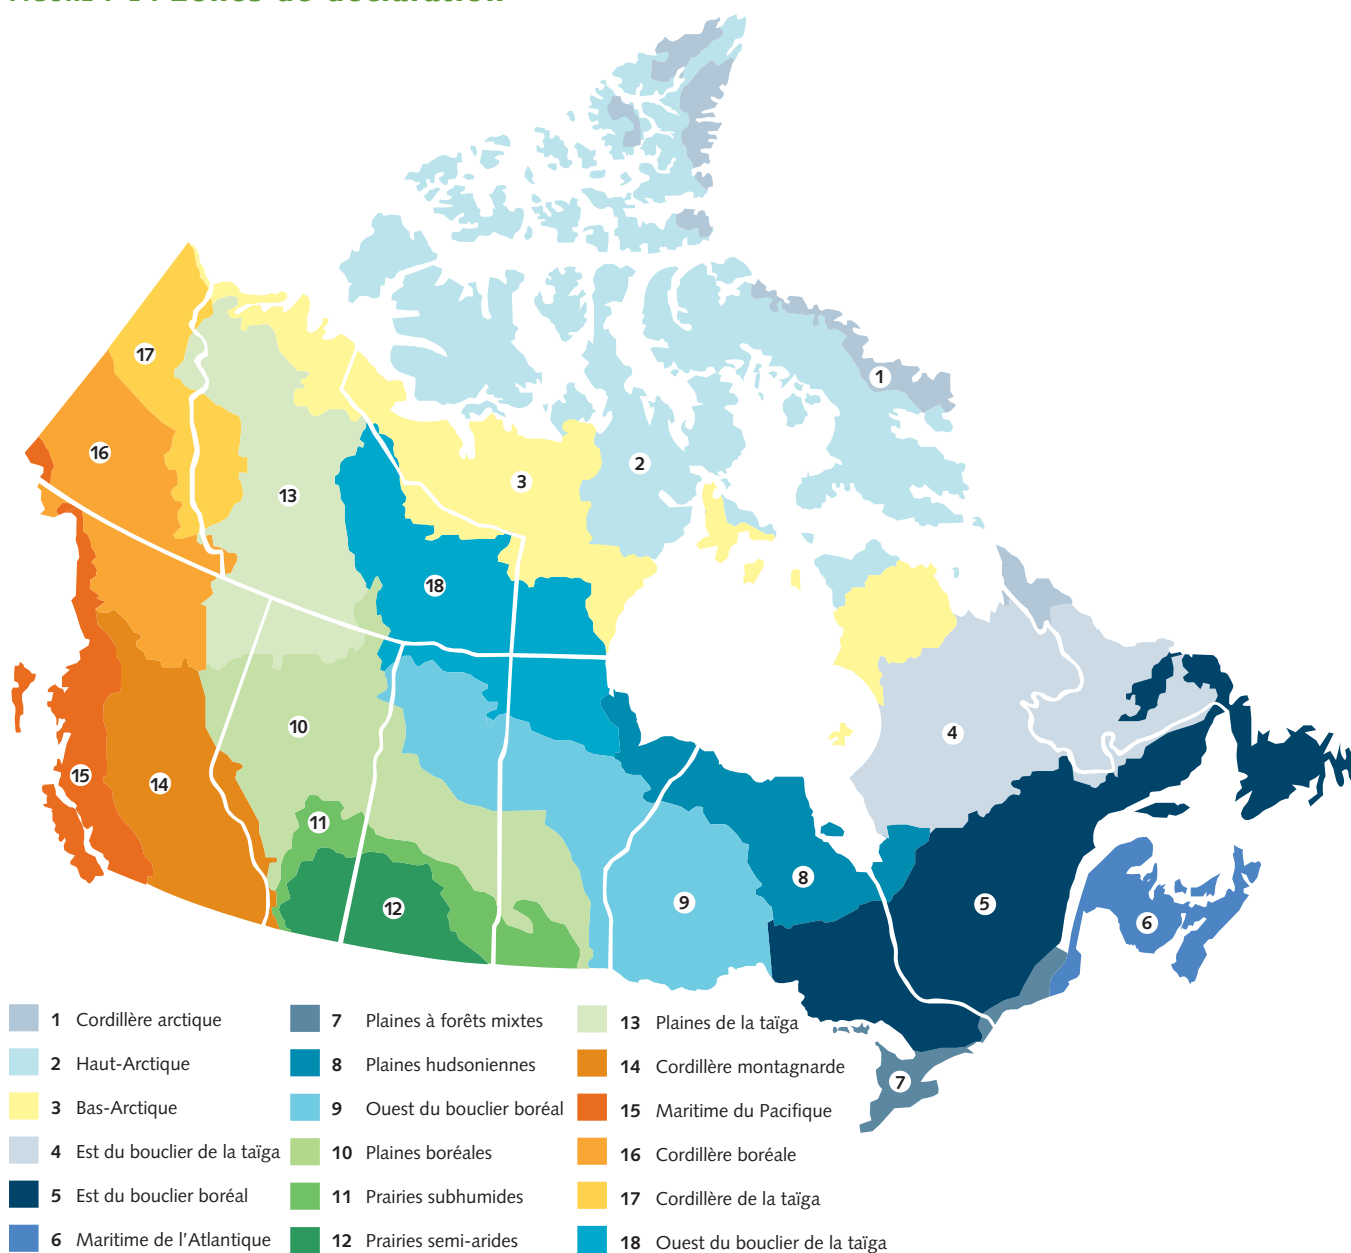 17
1
16
2
3
13
18
10
4
15
14
11
8
9
5
12
6
7
1 Cordillère arctique
2 Haut-Arctique
3 Bas-Arctique
4 Est du bouclier de la taïga
5 Est du bouclier boréal
6 Maritime de l'Atlantique
7 Plaines à forêts mixtes
8 Plaines hudsoniennes
9 Ouest du bouclier boréal
10 Plaines boréales
11 Prairies subhumides
12 Prairies semi-arides
13 Plaines de la taïga
14 Cordillère montagnarde
15 Maritime du Pacifique
16 Cordillère boréale
17 Cordillère de la taïga
18 Ouest du bouclier de la taïga